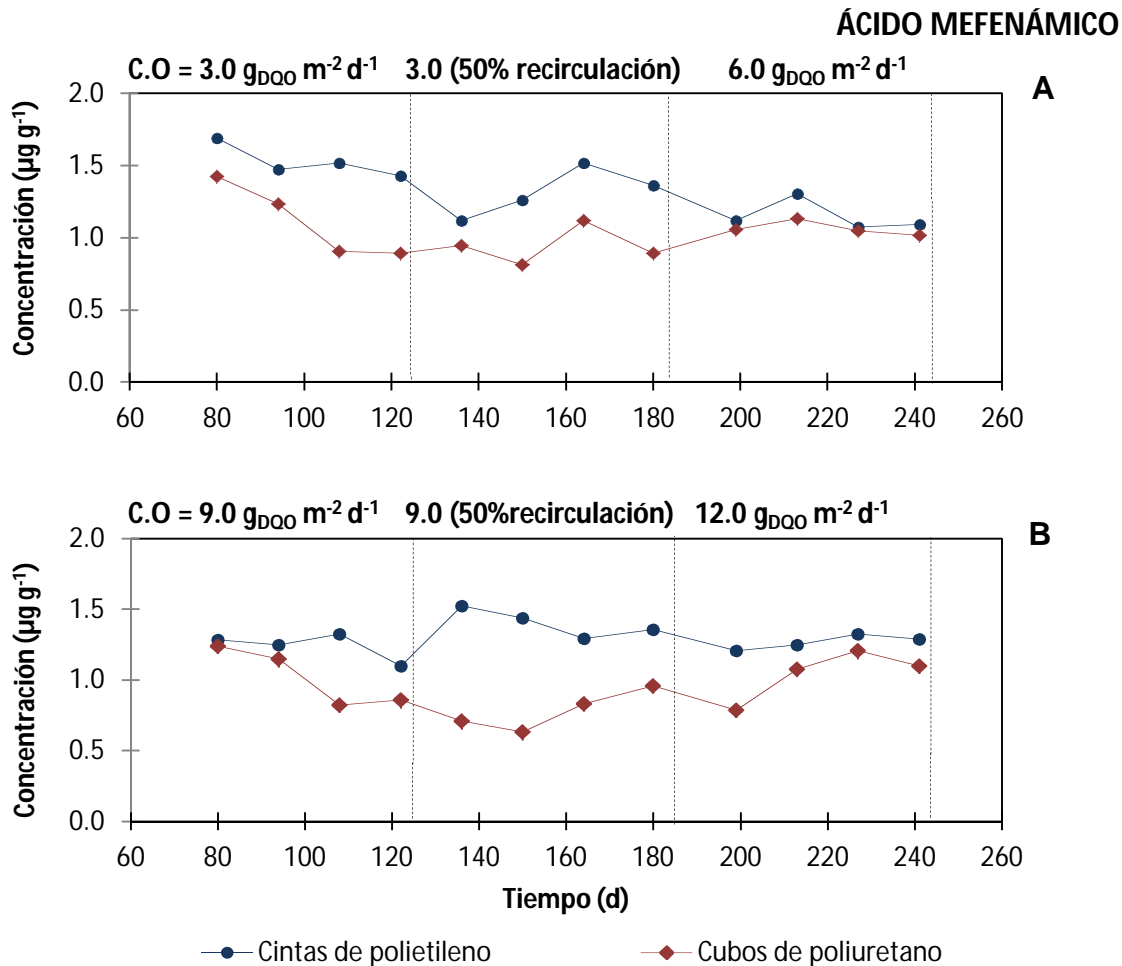 ÁCIDO MEFENÁMICO
C.O = 3.0 gDQO m-2 d-1 3.0 (50% recirculación) 6.0 gDQO m-2 d-1
A
2.0
1.5
1.0
0.5
0.0
Concentración (µg g-1)
60 80 100 120 140 160 180 200 220 240 260
C.O = 9.0 gDQO m-2 d-1 9.0 (50%recirculación) 12.0 gDQO m-2 d-1
B
2.0
1.5
1.0
0.5
0.0
Concentración (µg g-1)
60 80 100 120 140 160 180 200 220 240 260
Tiempo (d)
Cintas de polietileno Cubos de poliuretano